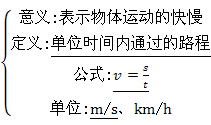 意义:表示物体运动的快慢
定义:单位时间内通过的路程
公式:v=s/t
单位:m/s、km/h